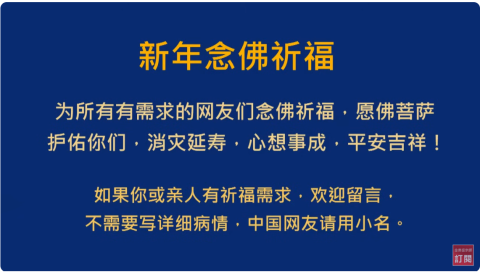 新年念佛祈福
为所有有需求的网友们念佛祈福，愿佛菩萨
护佑你们，消灾延寿，心想事成，平安吉祥！
如果你或亲人有祈福需求，欢迎留言，
不需要写详细病情，中国网友请用小名。
訂閱